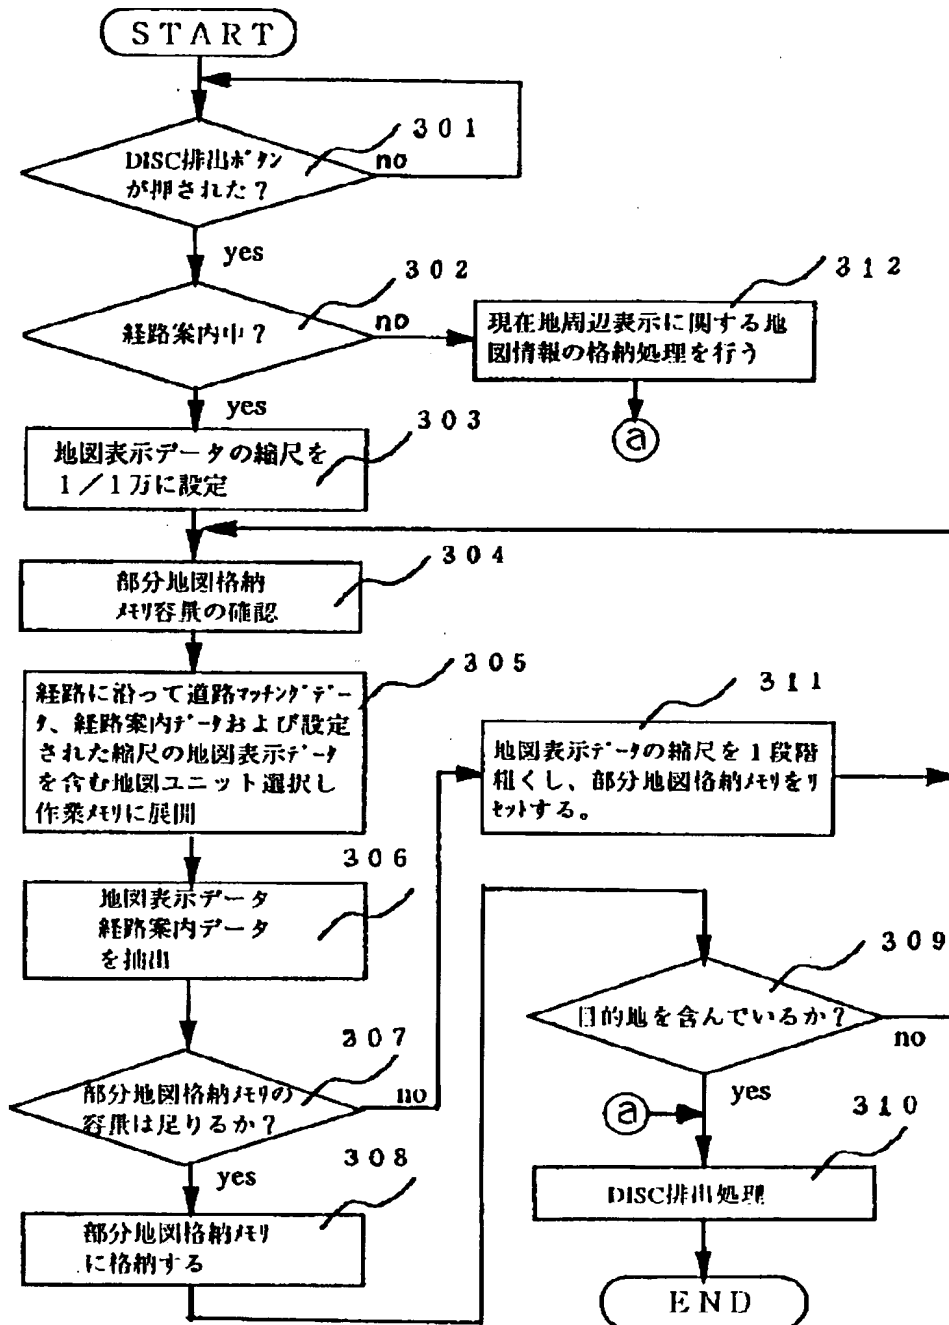 START
301
DISC排出ボタン
が押された?
no
yes
302
経路案内中?
no
yes
312
現在地周辺表示に関する地
図情報の格納処理を行う
a
303
地図表示データの縮尺を
1/1万に設定
304
部分地図格納
メモリ容量の確認
305
経路に沿って道路マッチングデー
タ、経路案内データおよび設定
された縮尺の地図表示データ
を含む地図ユニット選択し
作業メモリに展開
311
地図表示データの縮尺を1段階
粗くし、部分地図格納メモリをリ
セットする。
306
地図表示データ
経路案内データ
を抽出
307
部分地図格納メモリの
容量は足りるか?
no
yes
308
部分地図格納メモリ
に格納する
309
目的地を含んでいるか?
no
yes
a
310
DISC排出処理
END